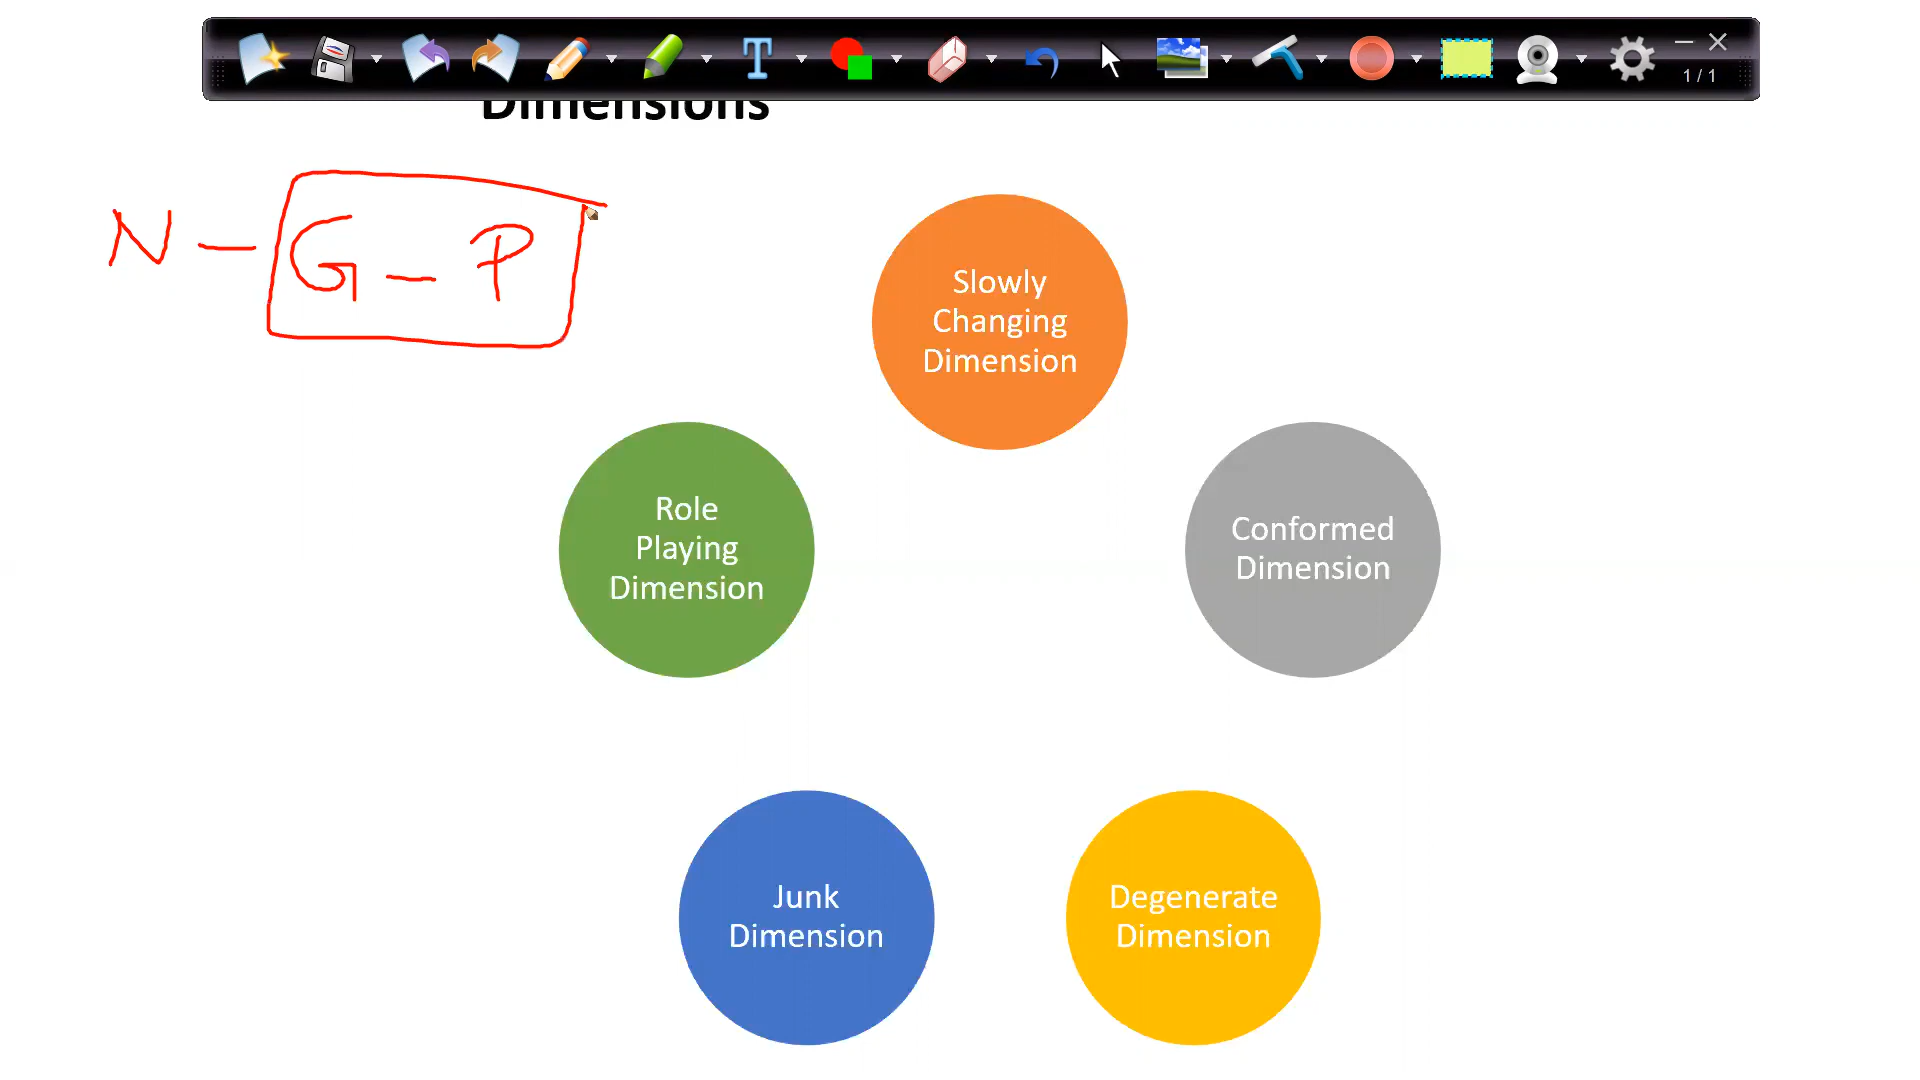 1 / 1
Dimensions
N - G - P
Slowly
Changing
Dimension
Role
Playing
Dimension
Conformed
Dimension
Junk
Dimension
Degenerate
Dimension